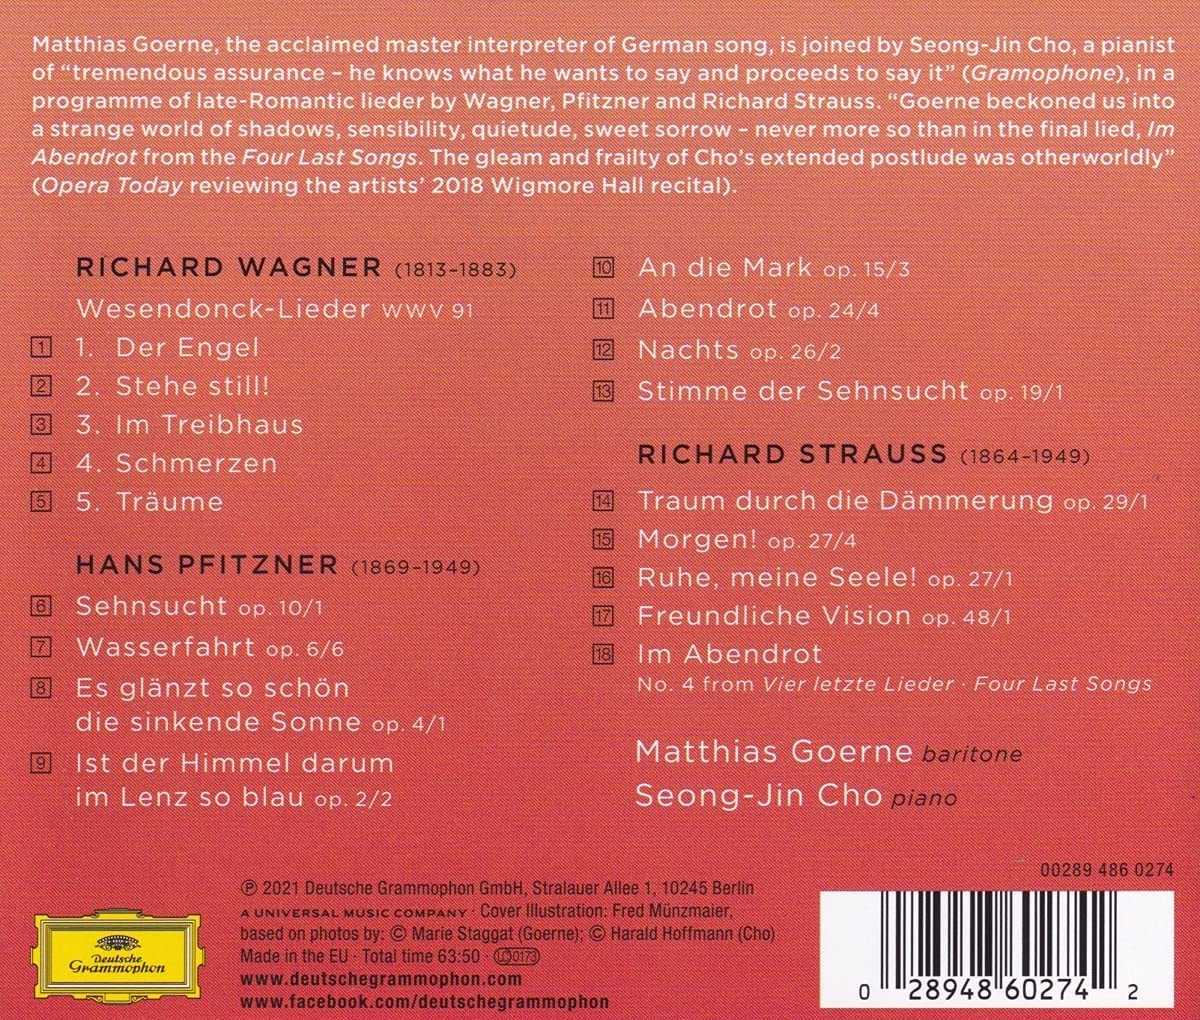 Matthias Goerne, the acclaimed master interpreter of German song, is joined by Seong-Jin Cho, a pianist
of “tremendous assurance – he knows what he wants to say and proceeds to say it” (Gramophone), in a
programme of late-Romantic lieder by Wagner, Pfitzner and Richard Strauss. “Goerne beckoned us into
a strange world of shadows, sensibility, quietude, sweet sorrow – never more so than in the final lied, Im
Abendrot from the Four Last Songs. The gleam and frailty of Cho’s extended postlude was otherworldly”
(Opera Today reviewing the artists’ 2018 Wigmore Hall recital).
RICHARD WAGNER (1813–1883)
Wesendonck-Lieder WWV 91
1 1. Der Engel
2 2. Stehe still!
3 3. Im Treibhaus
4 4. Schmerzen
5 5. Träume
HANS PFITZNER (1869–1949)
6 Sehnsucht op. 10/1
7 Wasserfahrt op. 6/6
8 Es glänzt so schön
die sinkende Sonne op. 4/1
9 Ist der Himmel darum
im Lenz so blau op. 2/2
10 An die Mark op. 15/3
11 Abendrot op. 24/4
12 Nachts op. 26/2
13 Stimme der Sehnsucht op. 19/1
RICHARD STRAUSS (1864–1949)
14 Traum durch die Dämmerung op. 29/1
15 Morgen! op. 27/4
16 Ruhe, meine Seele! op. 27/1
17 Freundliche Vision op. 48/1
18 Im Abendrot
No. 4 from Vier letzte Lieder · Four Last Songs
Matthias Goerne baritone
Seong-Jin Cho piano
℗ 2021 Deutsche Grammophon GmbH, Stralauer Allee 1, 10245 Berlin
A UNIVERSAL MUSIC COMPANY · Cover Illustration: Fred Münzmaier,
based on photos by: © Marie Staggat (Goerne); © Harald Hoffmann (Cho)
Made in the EU · Total time 63:50 · LC 0173
www.deutschegrammophon.com
www.facebook.com/deutschegrammophon
Deutsche
Grammophon
00289 486 0274
0 28948 60274 2